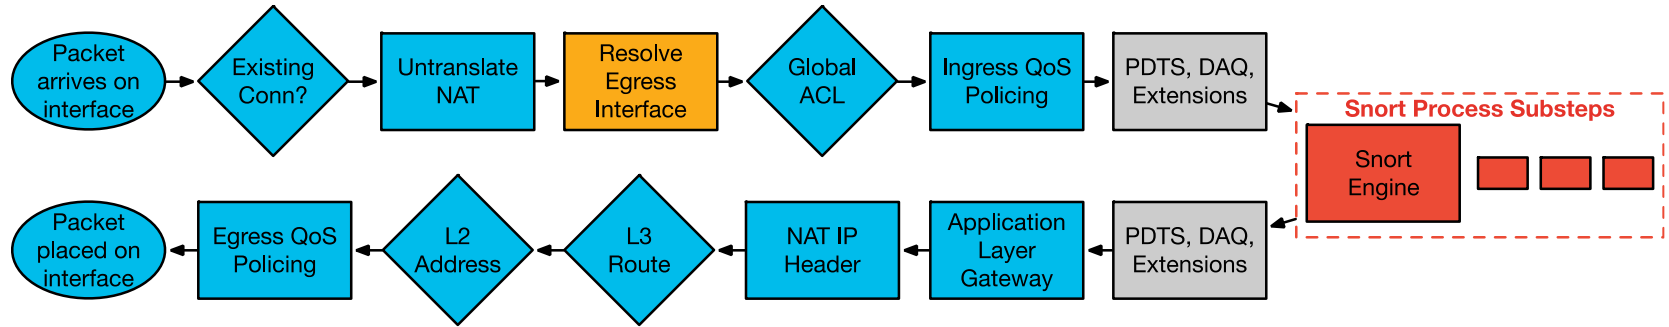 Packet
arrives on
interface
Existing
Conn?
Untranslate
NAT
Resolve
Egress
Interface
Global
ACL
Ingress QoS
Policing
PDTS, DAQ,
Extensions
Snort Process Substeps
Snort
Engine
Packet
placed on
interface
Egress QoS
Policing
L2
Address
L3
Route
NAT IP
Header
Application
Layer
Gateway
PDTS, DAQ,
Extensions